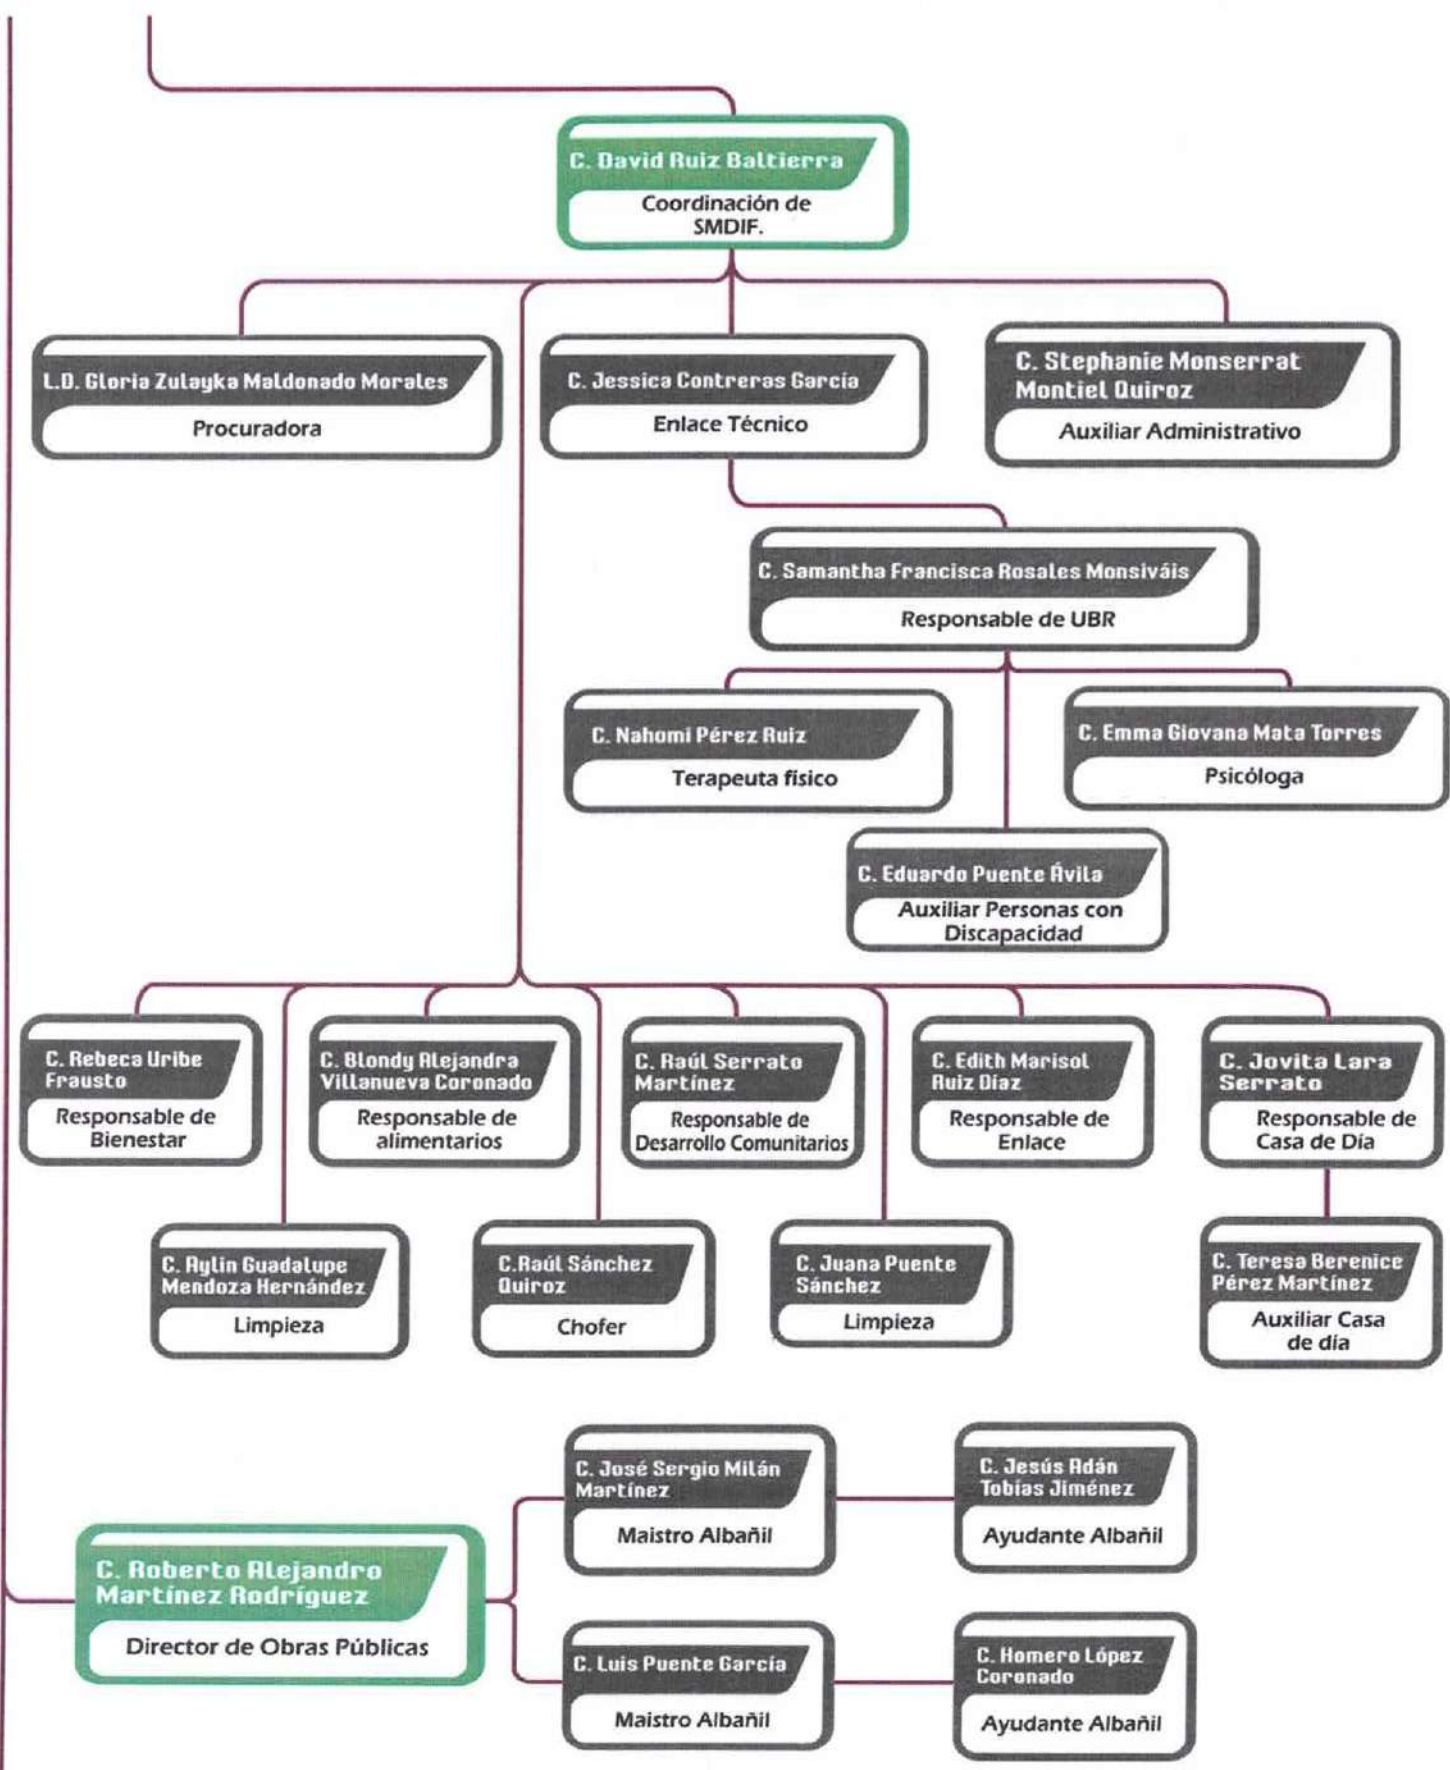 C. David Ruiz Baltierra
Coordinación de
SMDIF.
L.D. Gloria Zulayka Maldonado Morales
Procuradora
C. Jessica Contreras García
Enlace Técnico
C. Stephanie Monserrat
Montiel Quiroz
Auxiliar Administrativo
C. Samantha Francisca Rosales Monsiváis
Responsable de UBR
C. Nahomi Pérez Ruiz
Terapeuta físico
C. Emma Giovana Mata Torres
Psicóloga
C. Eduardo Puente Ávila
Auxiliar Personas con
Discapacidad
C. Rebeca Uribe
Frausto
Responsable de
Bienestar
C. Blondy Alejandra
Villanueva Coronado
Responsable de
alimentarios
C. Raúl Serrato
Martínez
Responsable de
Desarrollo Comunitarios
C. Edith Marisol
Ruiz Díaz
Responsable de
Enlace
C. Jovita Lara
Serrato
Responsable de
Casa de Día
C. Aylin Guadalupe
Mendoza Hernández
Limpieza
C.Raúl Sánchez
Quiroz
Chofer
C. Juana Puente
Sánchez
Limpieza
C. Teresa Berenice
Pérez Martínez
Auxiliar Casa
de día
C. Roberto Alejandro
Martínez Rodríguez
Director de Obras Públicas
C. José Sergio Milán
Martínez
Maistro Albañil
C. Jesús Adán
Tobías Jiménez
Ayudante Albañil
C. Luis Puente García
Maistro Albañil
C. Homero López
Coronado
Ayudante Albañil